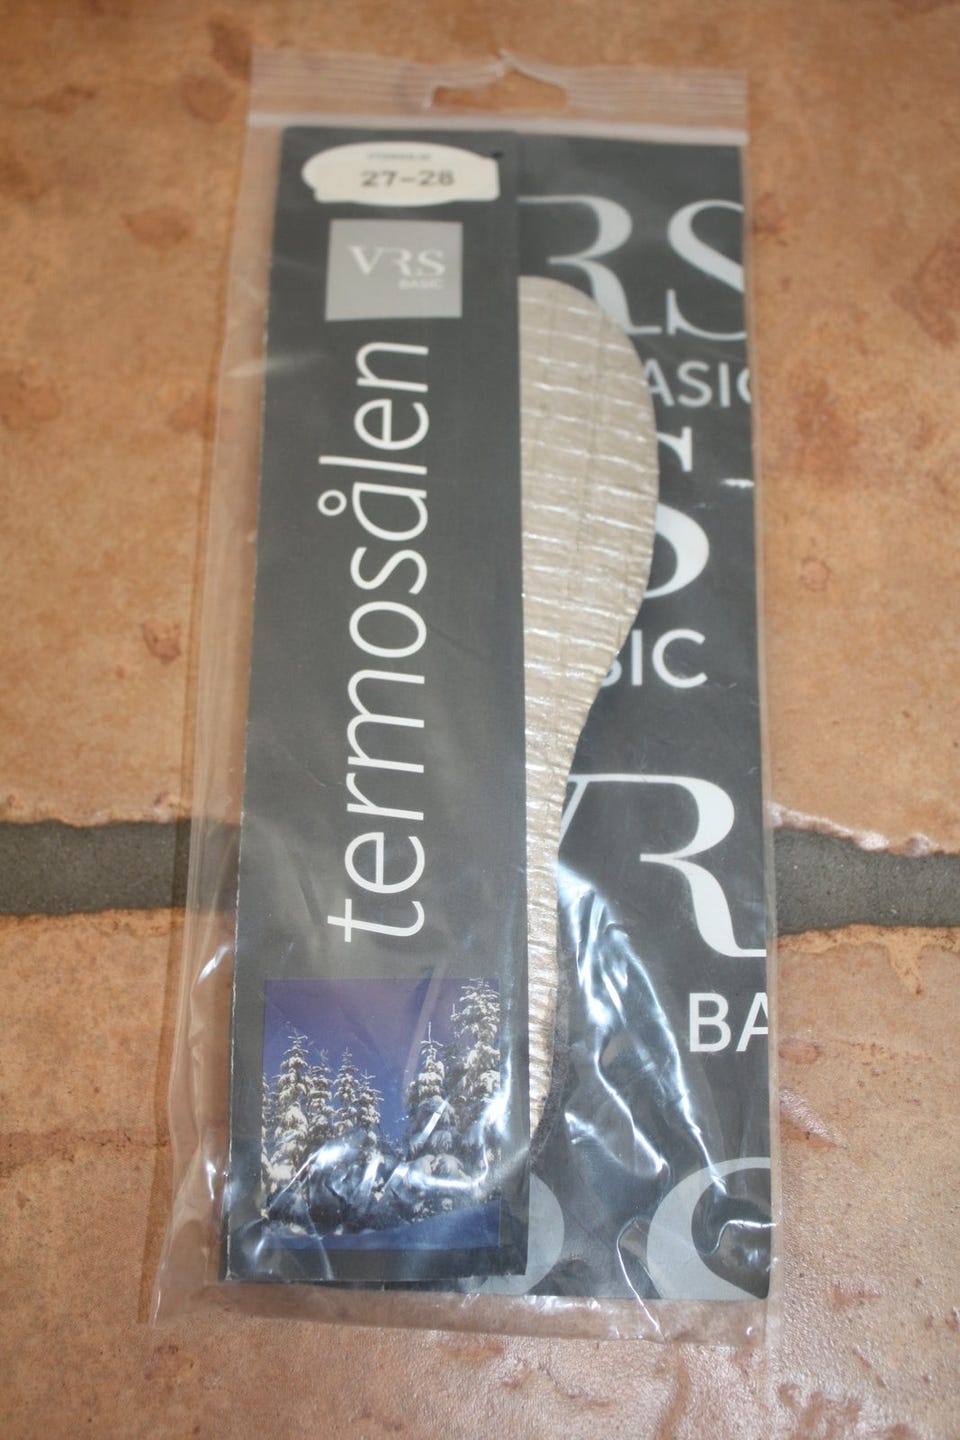 27-28
VRS
BASIC
termosålen
RS
ASIC
S
SIC
VR
BA